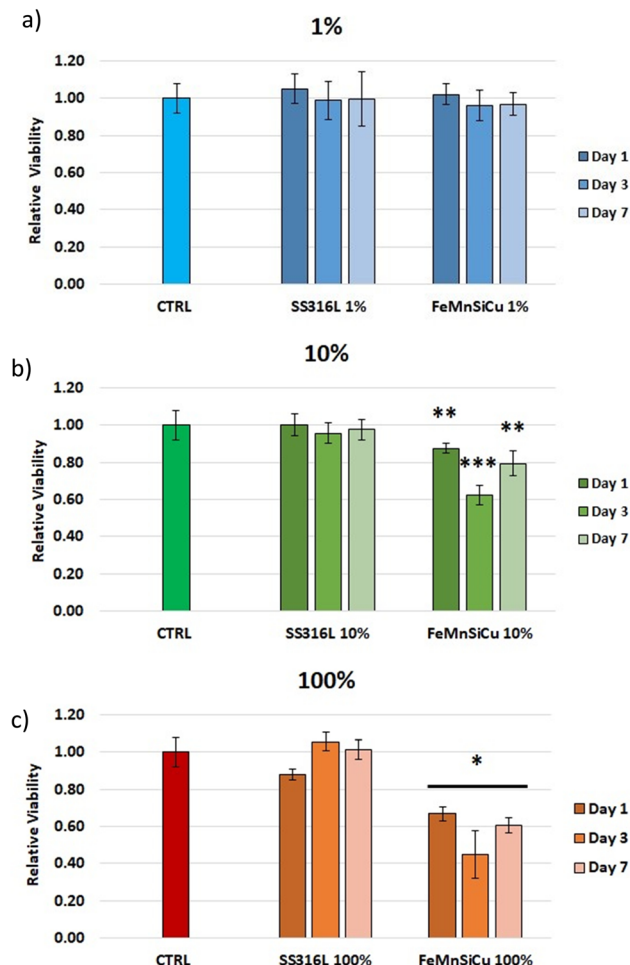 a)
1%
1.20
1.00
0.80
0.60
0.40
0.20
0.00
Relative Viability
CTRL
SS316L 1%
FeMnSiCu 1%
Day 1
Day 3
Day 7
b)
10%
1.20
1.00
0.80
0.60
0.40
0.20
0.00
Relative Viability
**
***
**
CTRL
SS316L 10%
FeMnSiCu 10%
Day 1
Day 3
Day 7
c)
100%
1.20
1.00
0.80
0.60
0.40
0.20
0.00
Relative Viability
*
CTRL
SS316L 100%
FeMnSiCu 100%
Day 1
Day 3
Day 7